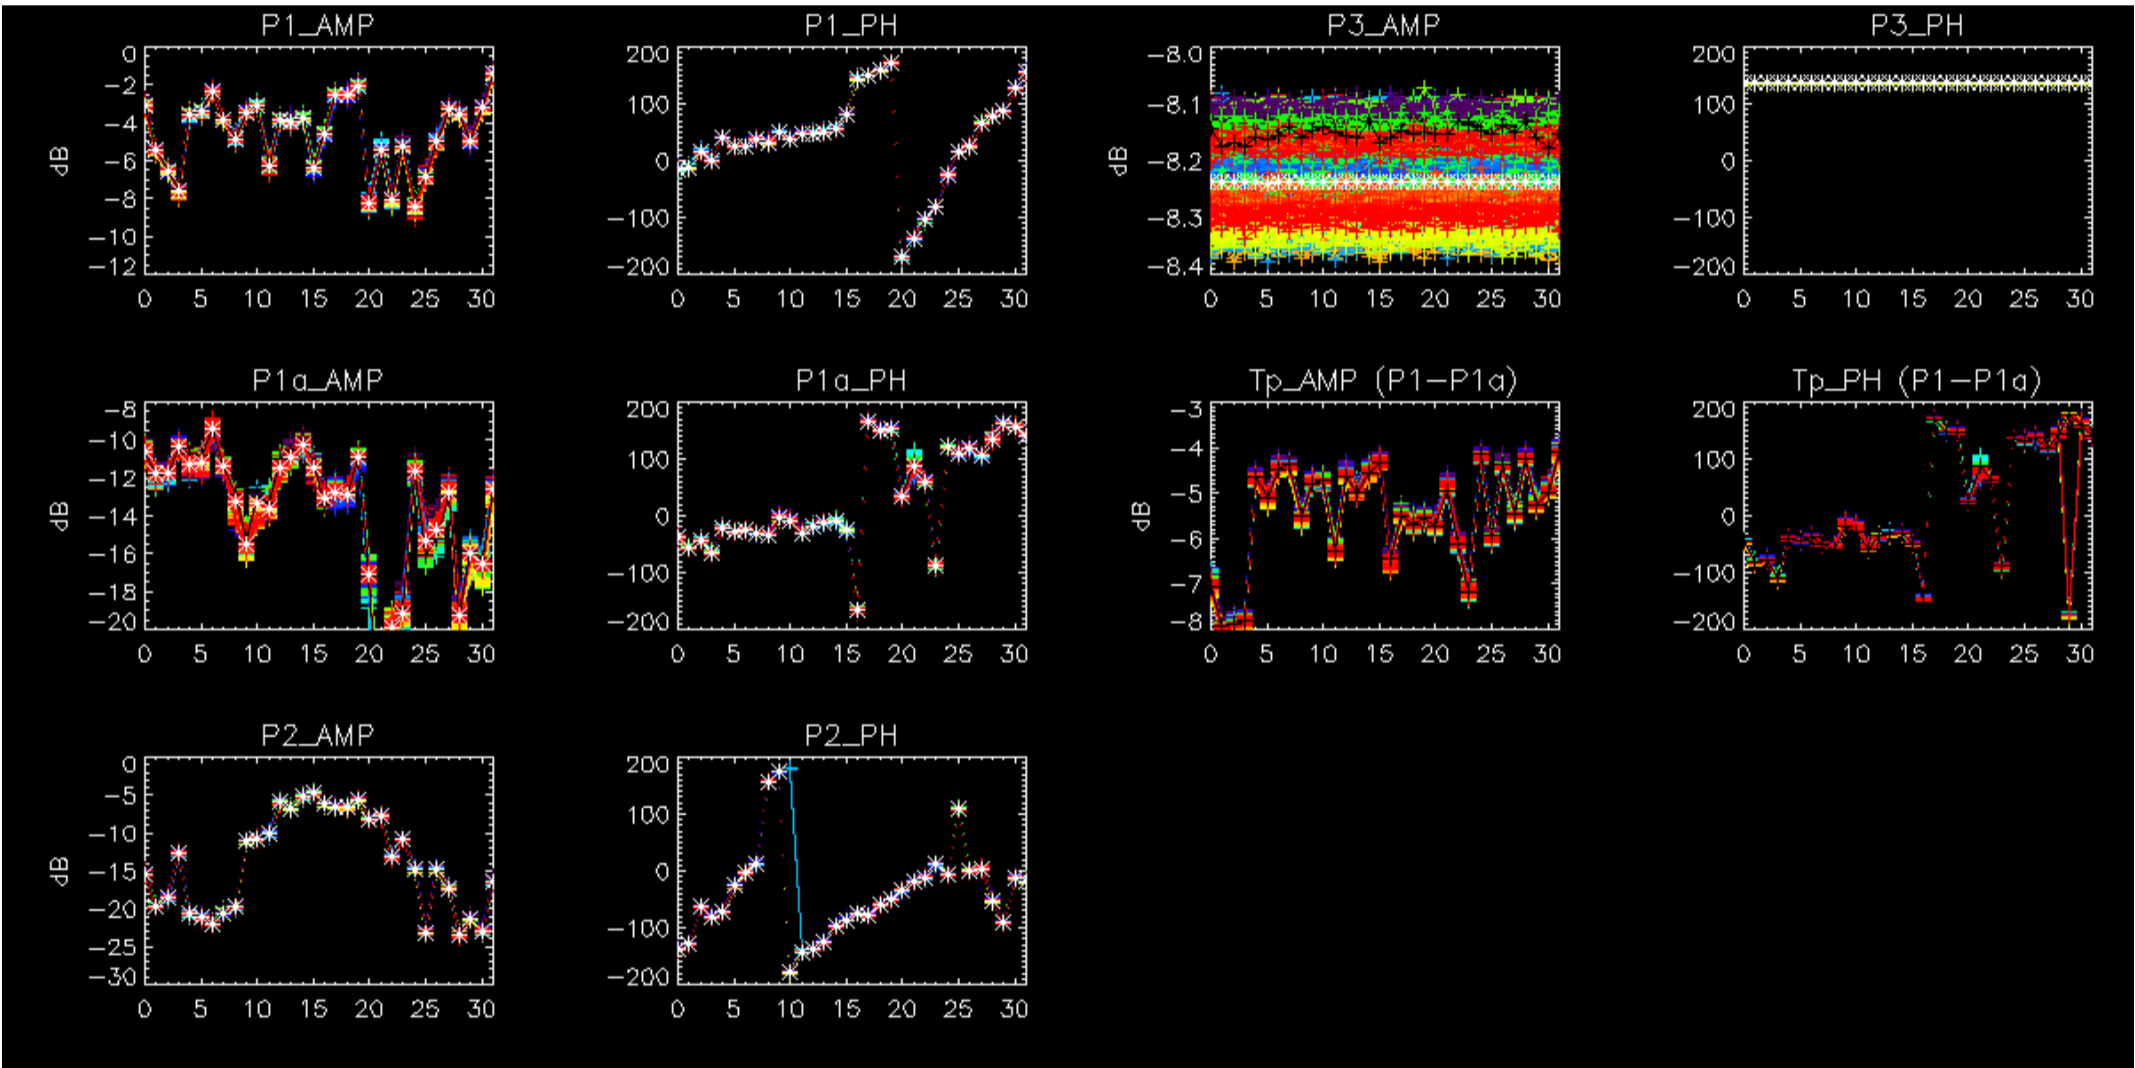 P1_AMP
P1_PH
P3_AMP
P3_PH
0
−2
−4
−6
−8
−10
−12
dB
0 5 10 15 20 25 30
200
100
0
−100
−200
0 5 10 15 20 25 30
−8.0
−8.1
−8.2
−8.3
−8.4
dB
0 5 10 15 20 25 30
200
100
0
−100
−200
0 5 10 15 20 25 30
P1a_AMP
P1a_PH
Tp_AMP (P1−P1a)
Tp_PH (P1−P1a)
−8
−10
−12
−14
−16
−18
−20
dB
0 5 10 15 20 25 30
200
100
0
−100
−200
0 5 10 15 20 25 30
−3
−4
−5
−6
−7
−8
dB
0 5 10 15 20 25 30
200
100
0
−100
−200
0 5 10 15 20 25 30
P2_AMP
P2_PH
0
−5
−10
−15
−20
−25
−30
dB
0 5 10 15 20 25 30
200
100
0
−100
−200
0 5 10 15 20 25 30